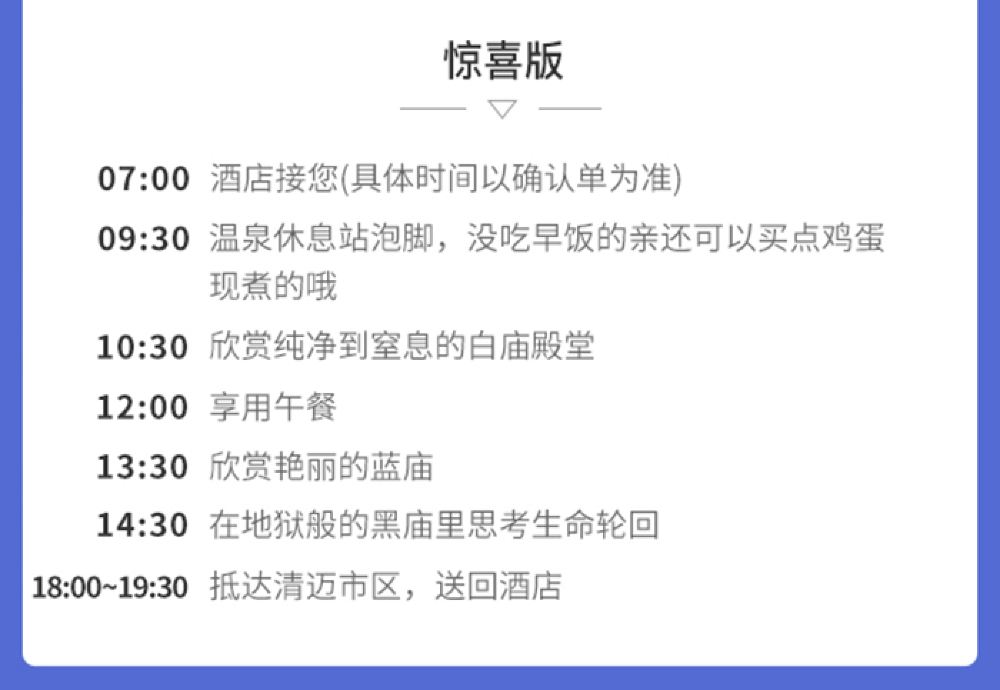 惊喜版
07:00 酒店接您(具体时间以确认单为准)
09:30 温泉休息站泡脚，没吃早饭的亲还可以买点鸡蛋
现煮的哦
10:30 欣赏纯净到窒息的白庙殿堂
12:00 享用午餐
13:30 欣赏艳丽的蓝庙
14:30 在地狱般的黑庙里思考生命轮回
18:00~19:30 抵达清迈市区，送回酒店